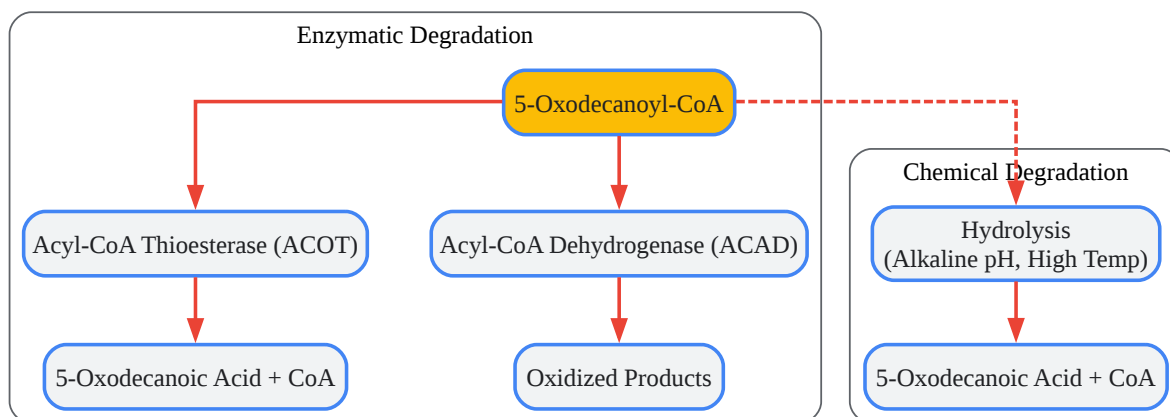 Enzymatic Degradation
5-Oxodecanoyl-CoA
Chemical Degradation
Acyl-CoA Thioesterase (ACOT)
Acyl-CoA Dehydrogenase (ACAD)
Hydrolysis
(Alkaline pH, High Temp)
5-Oxodecanoic Acid + CoA
Oxidized Products
5-Oxodecanoic Acid + CoA